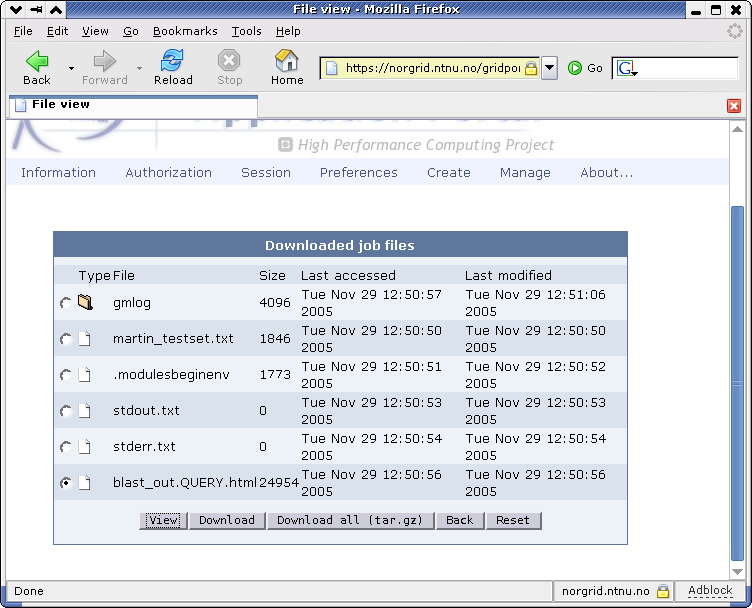 File view - Mozilla Firefox
File Edit View Go Bookmarks Tools Help
Back Forward Reload Stop Home https://norgrid.ntnu.no/gridpor Go G
File view
High Performance Computing Project
Information Authorization Session Preferences Create Manage About...
Downloaded job files
Type File Size Last accessed Last modified
gmlog 4096 Tue Nov 29 12:50:57 2005 Tue Nov 29 12:51:06 2005
martin_testset.txt 1846 Tue Nov 29 12:50:50 2005 Tue Nov 29 12:50:50 2005
.modulesbeginenv 1773 Tue Nov 29 12:50:51 2005 Tue Nov 29 12:50:52 2005
stdout.txt 0 Tue Nov 29 12:50:53 2005 Tue Nov 29 12:50:53 2005
stderr.txt 0 Tue Nov 29 12:50:54 2005 Tue Nov 29 12:50:54 2005
blast_out.QUERY.html 24954 Tue Nov 29 12:50:56 2005 Tue Nov 29 12:50:56 2005
View Download Download all (tar.gz) Back Reset
Done norgrid.ntnu.no Adblock